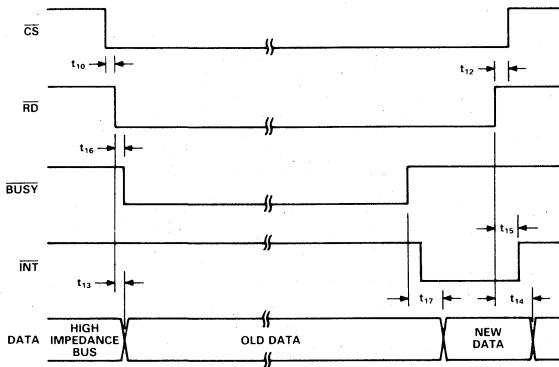 CS
t10
t12
RD
t16
BUSY
t15
INT
t13
t17
t14
DATA
HIGH
IMPEDANCE
BUS
OLD DATA
NEW
DATA